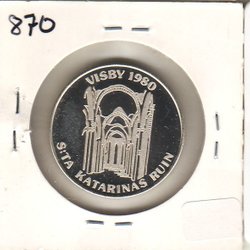 870
VISBY 1980
S:TA KATARINAS RUIN